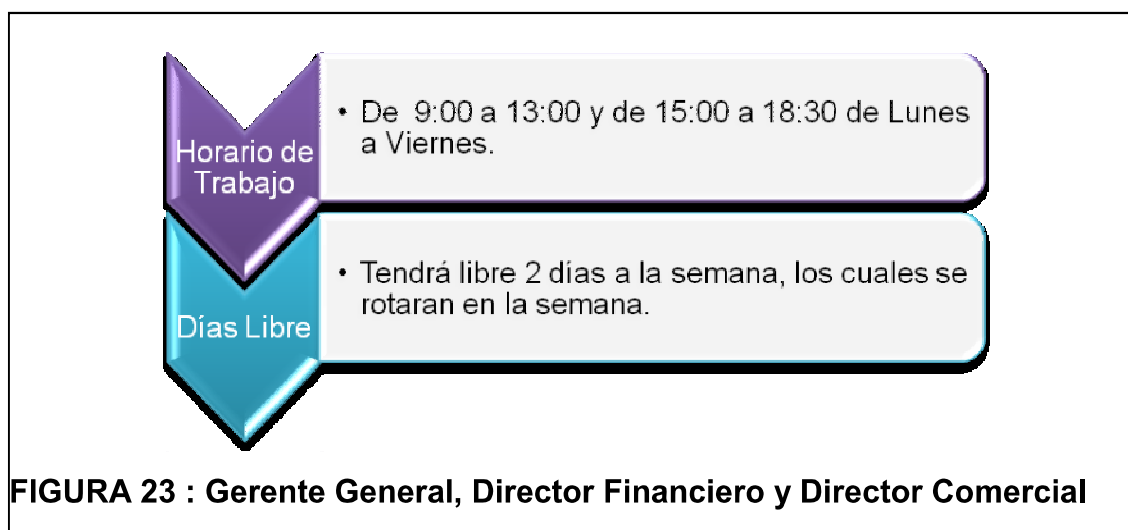 Horario de
Trabajo
• De 9:00 a 13:00 y de 15:00 a 18:30 de Lunes
a Viernes.
Días Libre
• Tendrá libre 2 días a la semana, los cuales se
rotaran en la semana.
FIGURA 23 : Gerente General, Director Financiero y Director Comercial